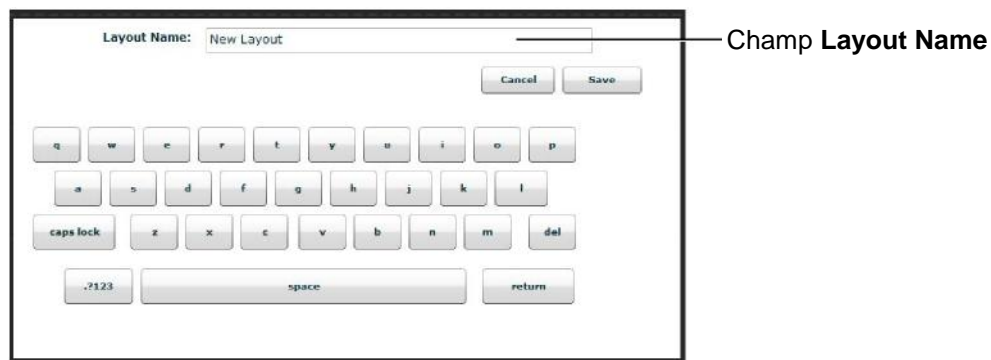 Layout Name: New Layout
Champ Layout Name
Cancel Save
q w e r t y u i o p
a s d f g h j k l
caps lock z x c v b n m del
.?123 space return